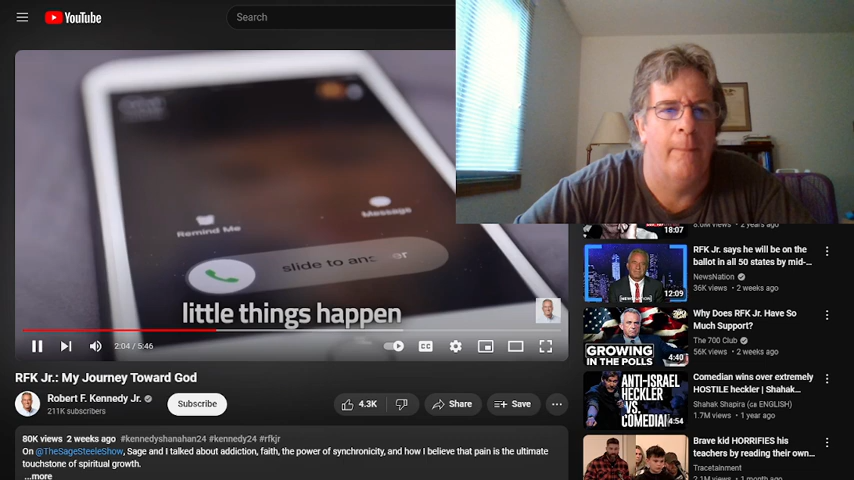 YouTube
Search
Remind Me
Message
slide to
little things happen
2:04 / 5:46
RFK Jr.: My Journey Toward God
Robert F. Kennedy Jr.
211K subscribers
Subscribe
4.3K
Share
Save
80K views 2 weeks ago #kennedyshanahan24 #kennedy24 #rfkjr
On @TheSageSteeleShow, Sage and I talked about addiction, faith, the power of synchronicity, and how I believe that pain is the ultimate
touchstone of spiritual growth.
...more
18:07
8.0M views • 2 years ago
RFK Jr. says he will be on the
ballot in all 50 states by mid-...
NewsNation
36K views • 2 weeks ago
12:09
Why Does RFK Jr. Have So
Much Support?
The 700 Club
56K views • 2 weeks ago
GROWING
IN THE POLLS
4:40
Comedian wins over extremely
HOSTILE heckler | Shahak...
Shahak Shapira (ENGLISH)
1.7M views • 1 year ago
ANTI-ISRAEL
HECKLER
VS.
COMEDIAN
4:54
Brave kid HORRIFIES his
teachers by reading their own...
Tracetainment
2.1M views • 1 month ago